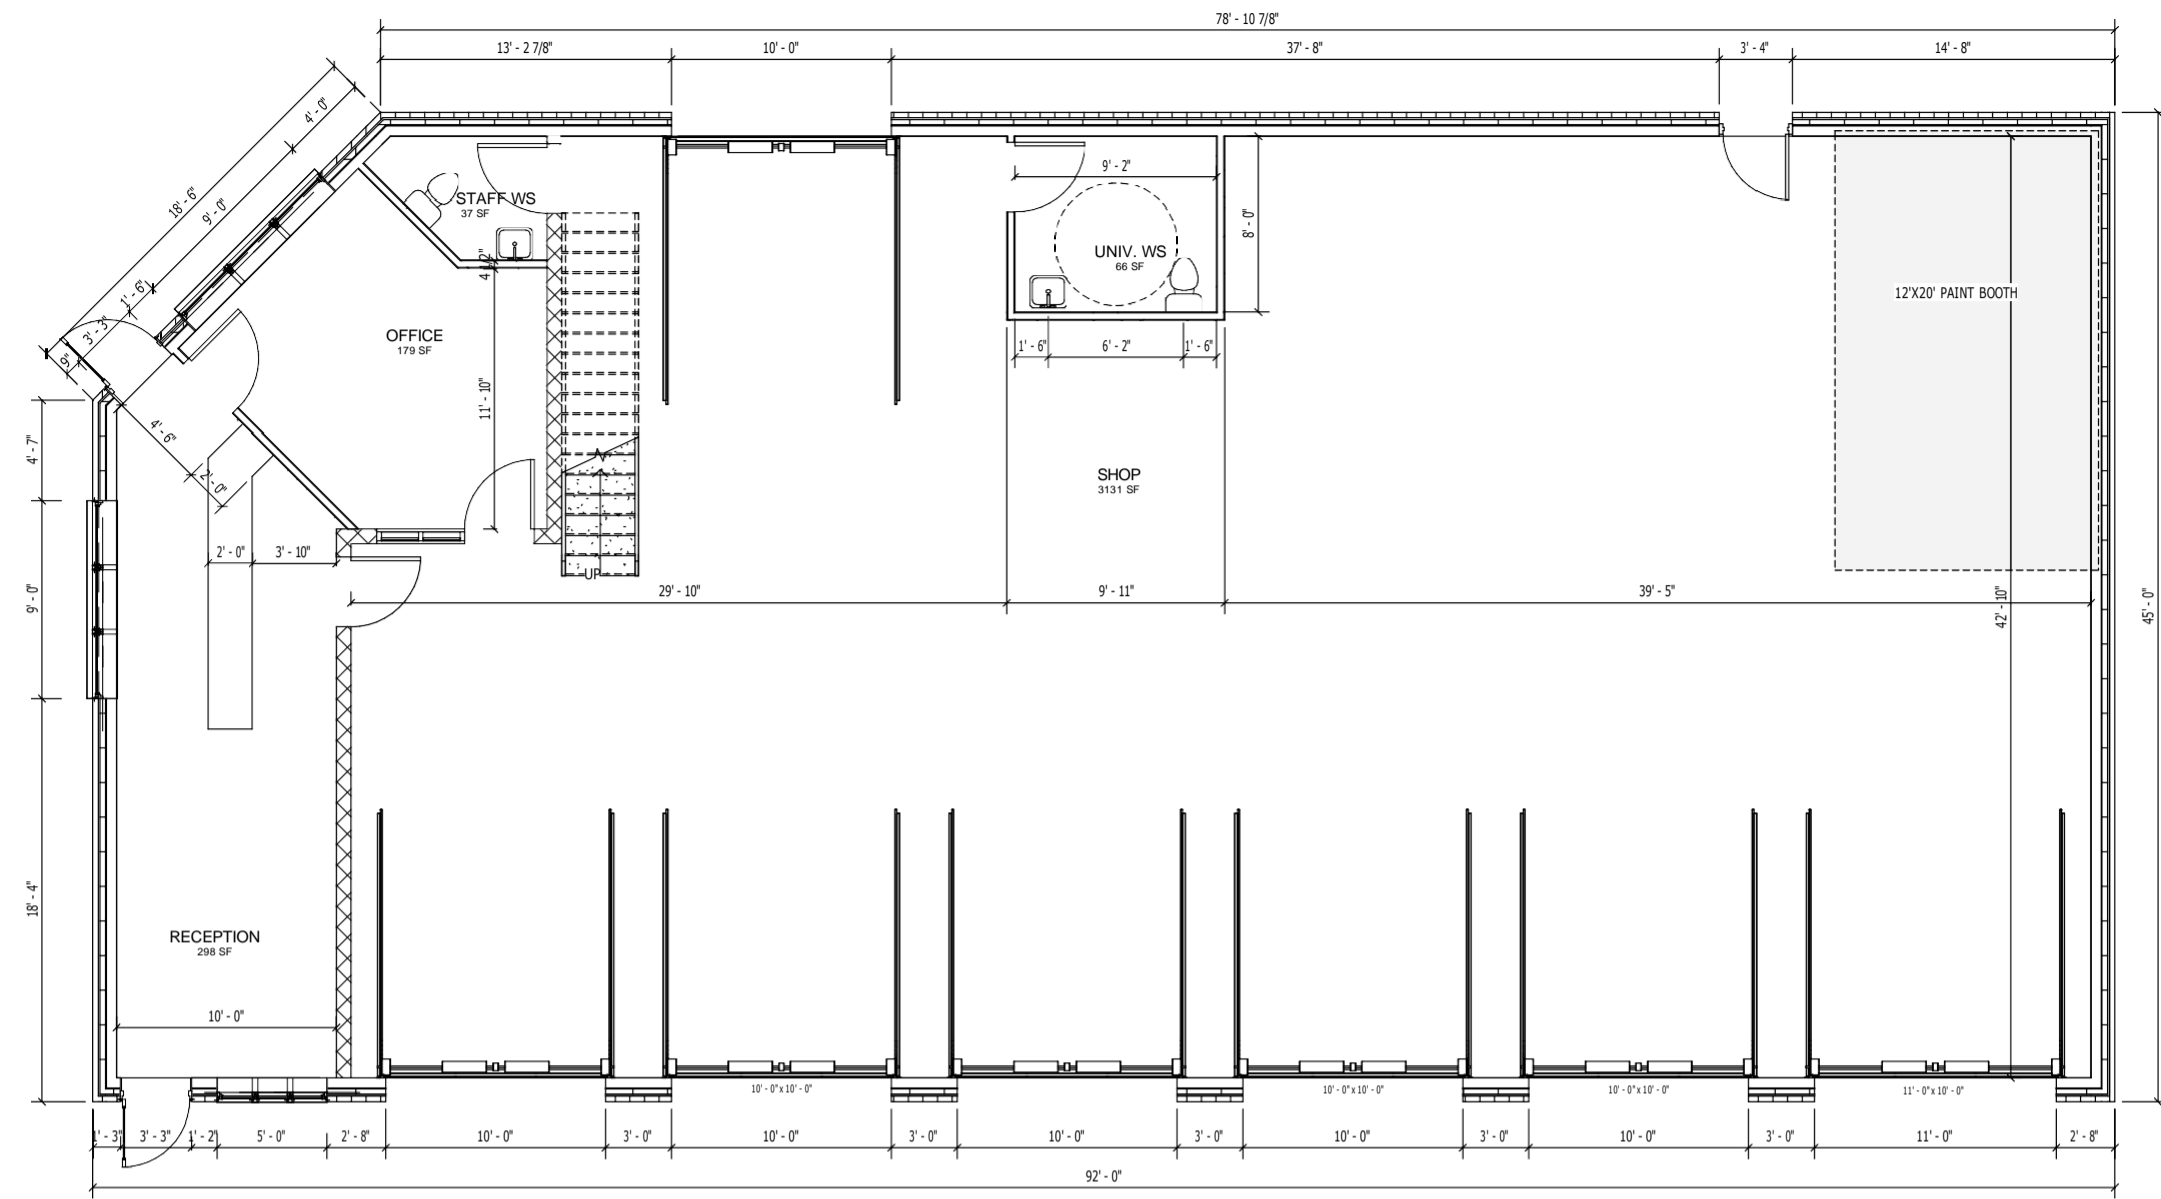 78' - 10 7/8"
13' - 2 7/8"
10' - 0"
37' - 8"
3' - 4"
14' - 8"
4' - 0"
18' - 6"
9' - 0"
1' - 6"
3' - 3"
9"
STAFF WS
37 SF
4 1/2"
9' - 2"
8' - 0"
UNIV. WS
66 SF
12'X20' PAINT BOOTH
OFFICE
179 SF
1' - 6"
6' - 2"
1' - 6"
11' - 10"
4' - 6"
2' - 0"
4' - 7"
SHOP
3131 SF
2' - 0"
3' - 10"
UP
29' - 10"
9' - 11"
39' - 5"
42' - 10"
45' - 0"
9' - 0"
18' - 4"
RECEPTION
298 SF
10' - 0"
10' - 0"x 10' - 0"
10' - 0"x 10' - 0"
10' - 0"x 10' - 0"
11' - 0"x 10' - 0"
1' - 3"
3' - 3"
1' - 2"
5' - 0"
2' - 8"
10' - 0"
3' - 0"
10' - 0"
3' - 0"
10' - 0"
3' - 0"
10' - 0"
3' - 0"
10' - 0"
3' - 0"
11' - 0"
2' - 8"
92' - 0"